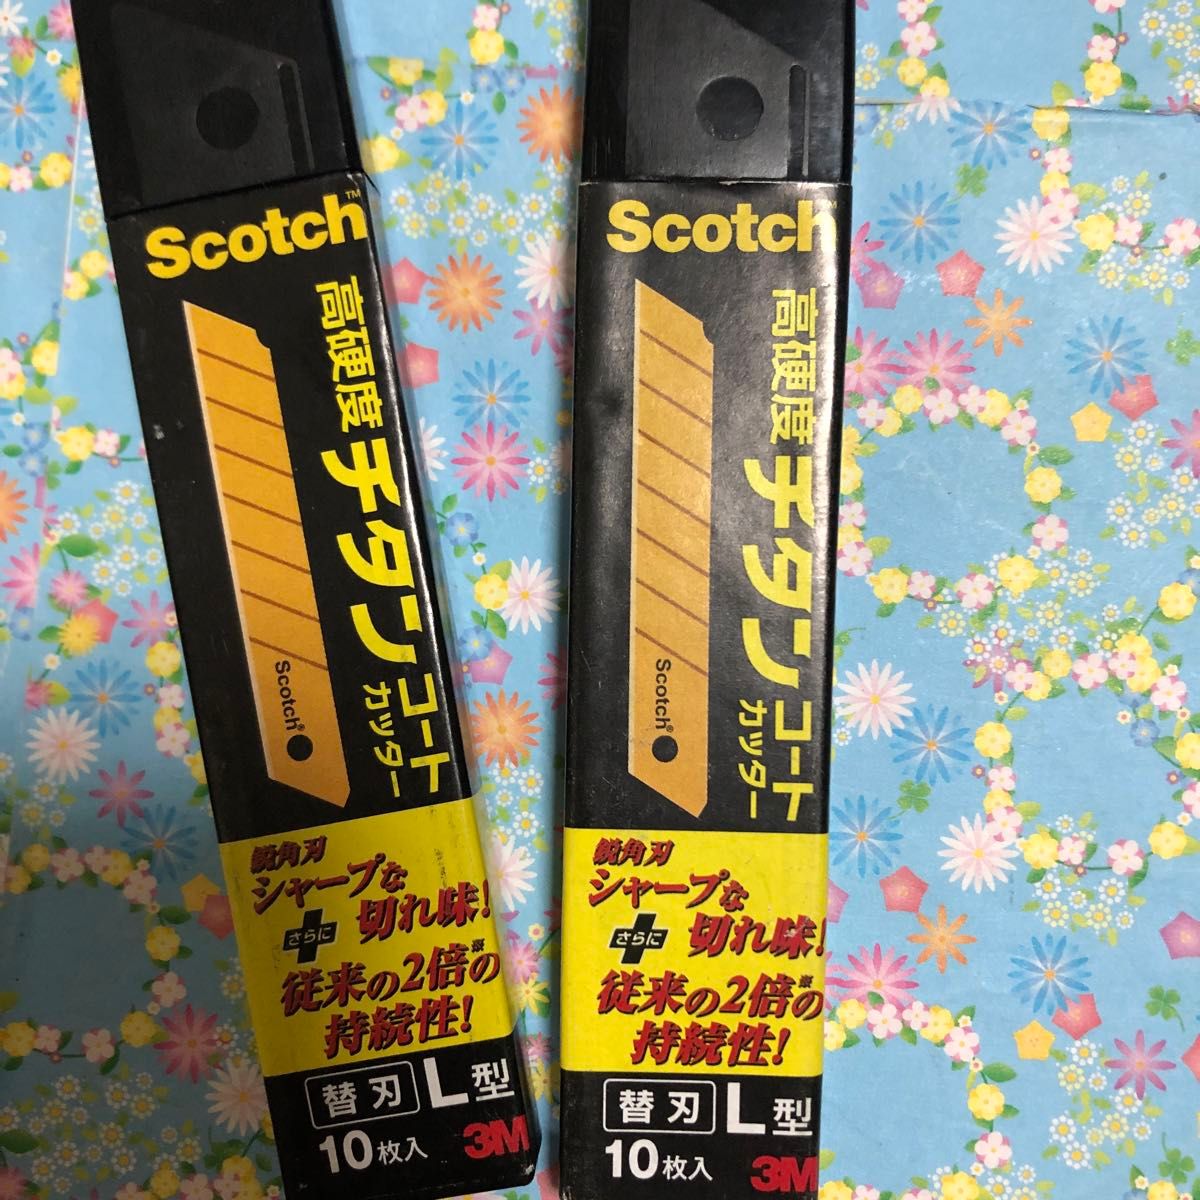 Scotch™
高硬度
チタンコート
カッター
Scotch®
鋭角刃
シャープな
切れ味!
さらに
従来の2倍※の
持続性!
替刃 L型
10枚入
3M
Scotch™
高硬度
チタンコート
カッター
Scotch®
鋭角刃
シャープな
切れ味!
さらに
従来の2倍※の
持続性!
替刃 L型
10枚入
3M